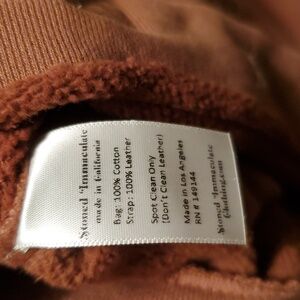 Stoned Immaculate
made in California
Bag: 100% Cotton
Strap: 100% Leather
Spot Clean Only
(Don't Clean Leather)
Made in Los Angeles
RN # 149144
Stoned Immaculate
Clothing.com